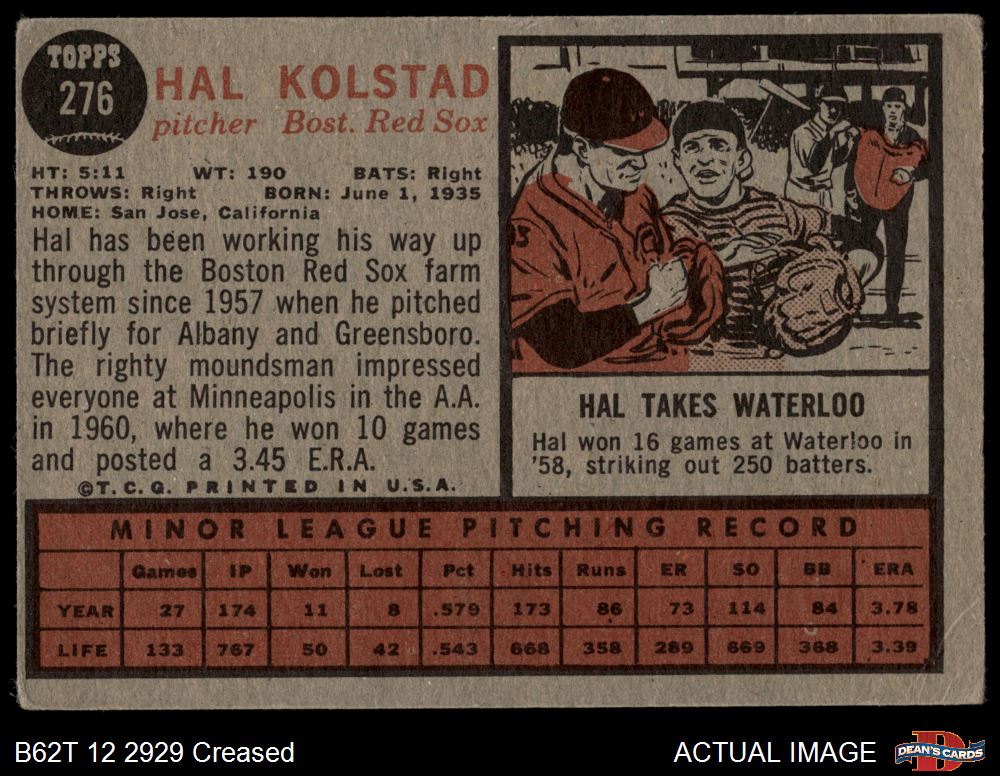 TOPPS
276
HAL KOLSTAD
pitcher Bost. Red Sox
HT: 5:11 WT: 190 BATS: Right
THROWS: Right BORN: June 1, 1935
HOME: San Jose, California
Hal has been working his way up
through the Boston Red Sox farm
system since 1957 when he pitched
briefly for Albany and Greensboro.
The righty moundsman impressed
everyone at Minneapolis in the A.A.
in 1960, where he won 10 games
and posted a 3.45 E.R.A.
©T.C.G. PRINTED IN U.S.A.
HAL TAKES WATERLOO
Hal won 16 games at Waterloo in
'58, striking out 250 batters.
MINOR LEAGUE PITCHING RECORD
Games IP Won Lost Pct Hits Runs ER SO BB ERA
YEAR 27 174 11 8 .579 173 86 73 114 84 3.78
LIFE 133 767 50 42 .543 668 358 289 669 368 3.39
B62T 12 2929 Creased ACTUAL IMAGE DEAN'S CARDS